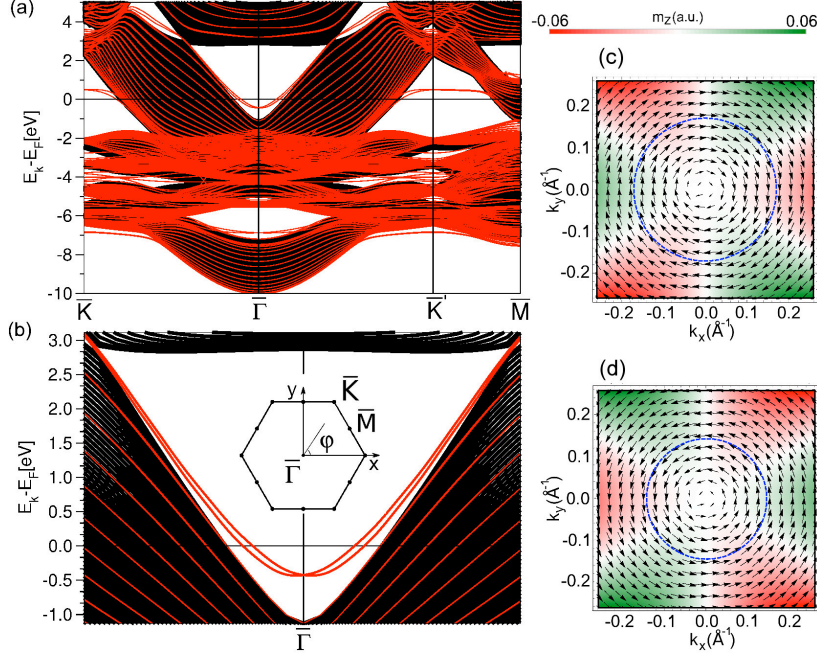 (a)
E_k-E_F[eV]
4
2
0
-2
-4
-6
-8
-10
K̅
Γ̅
K̅'
M̅
(b)
E_k-E_F[eV]
3.0
2.5
2.0
1.5
1.0
0.5
0.0
-0.5
-1.0
Γ̅
y
K̅
M̅
φ
Γ̅
x
-0.06
m_Z(a.u.)
0.06
(c)
k_y(Å⁻¹)
0.2
0.1
0.0
-0.1
-0.2
-0.2
-0.1
0.0
0.1
0.2
k_x(Å⁻¹)
(d)
k_y(Å⁻¹)
0.2
0.1
0.0
-0.1
-0.2
-0.2
-0.1
0.0
0.1
0.2
k_x(Å⁻¹)